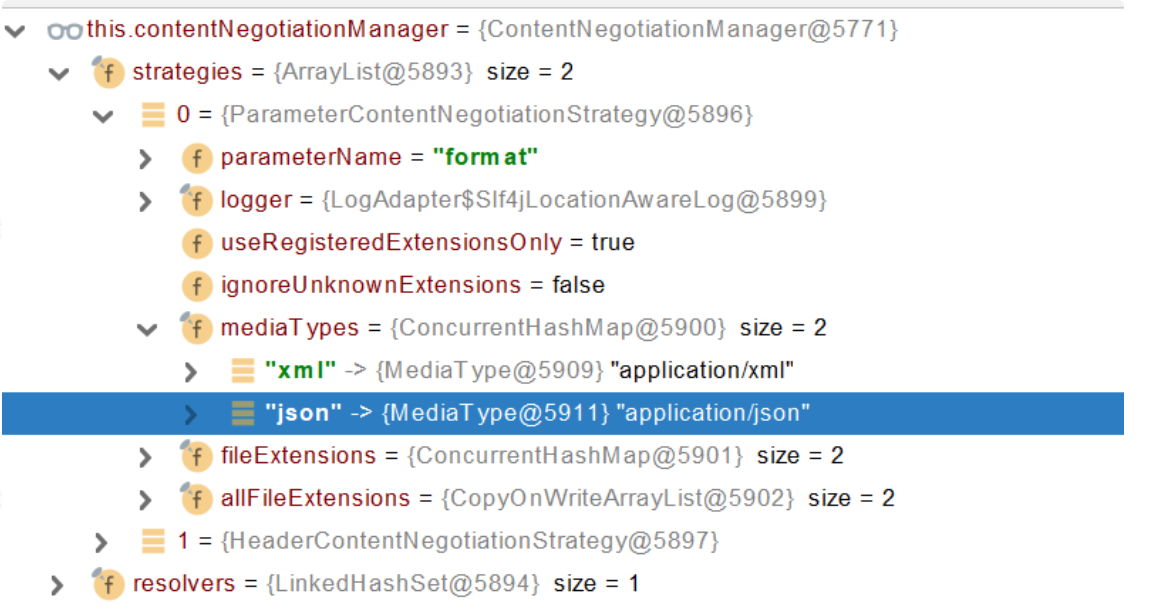 this.contentNegotiationManager = {ContentNegotiationManager@5771}
f strategies = {ArrayList@5893} size = 2
0 = {ParameterContentNegotiationStrategy@5896}
f parameterName = "format"
f logger = {LogAdapter$Slf4jLocationAwareLog@5899}
f useRegisteredExtensionsOnly = true
f ignoreUnknownExtensions = false
f mediaTypes = {ConcurrentHashMap@5900} size = 2
"xml" -> {MediaType@5909} "application/xml"
"json" -> {MediaType@5911} "application/json"
f fileExtensions = {ConcurrentHashMap@5901} size = 2
f allFileExtensions = {CopyOnWriteArrayList@5902} size = 2
1 = {HeaderContentNegotiationStrategy@5897}
f resolvers = {LinkedHashSet@5894} size = 1